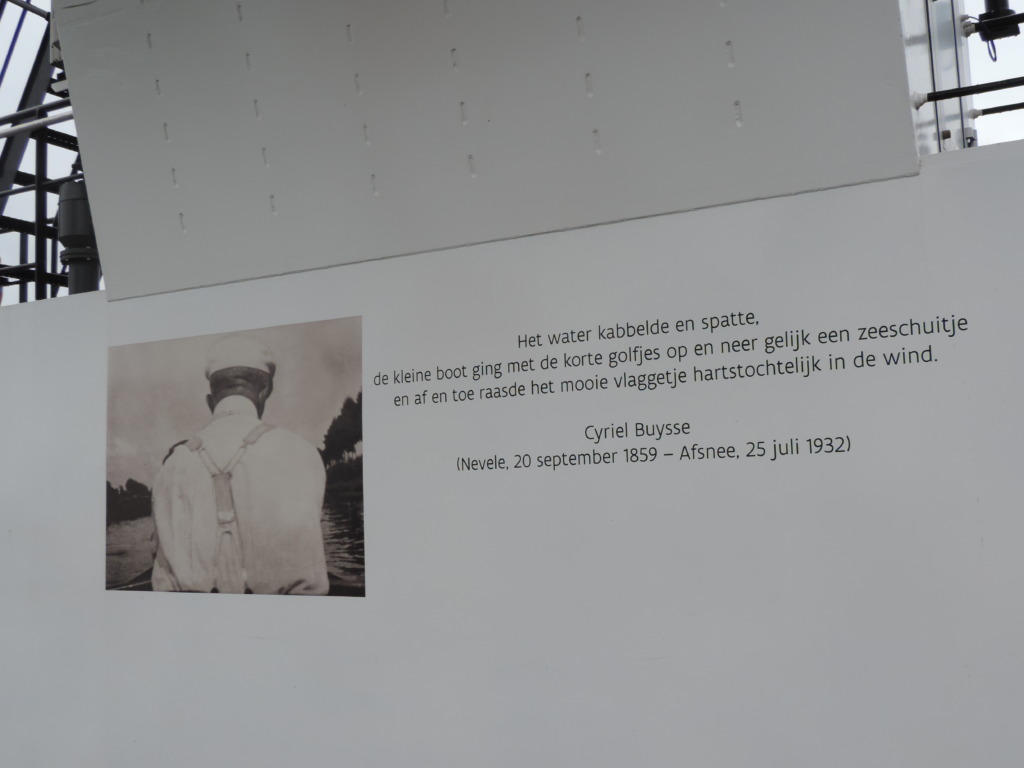 Het water kabbelde en spatte,
de kleine boot ging met de korte golfjes op en neer gelijk een zeeschuitje
en af en toe raasde het mooie vlaggetje hartstochtelijk in de wind.
Cyriel Buysse
(Nevele, 20 september 1859 – Afsnee, 25 juli 1932)